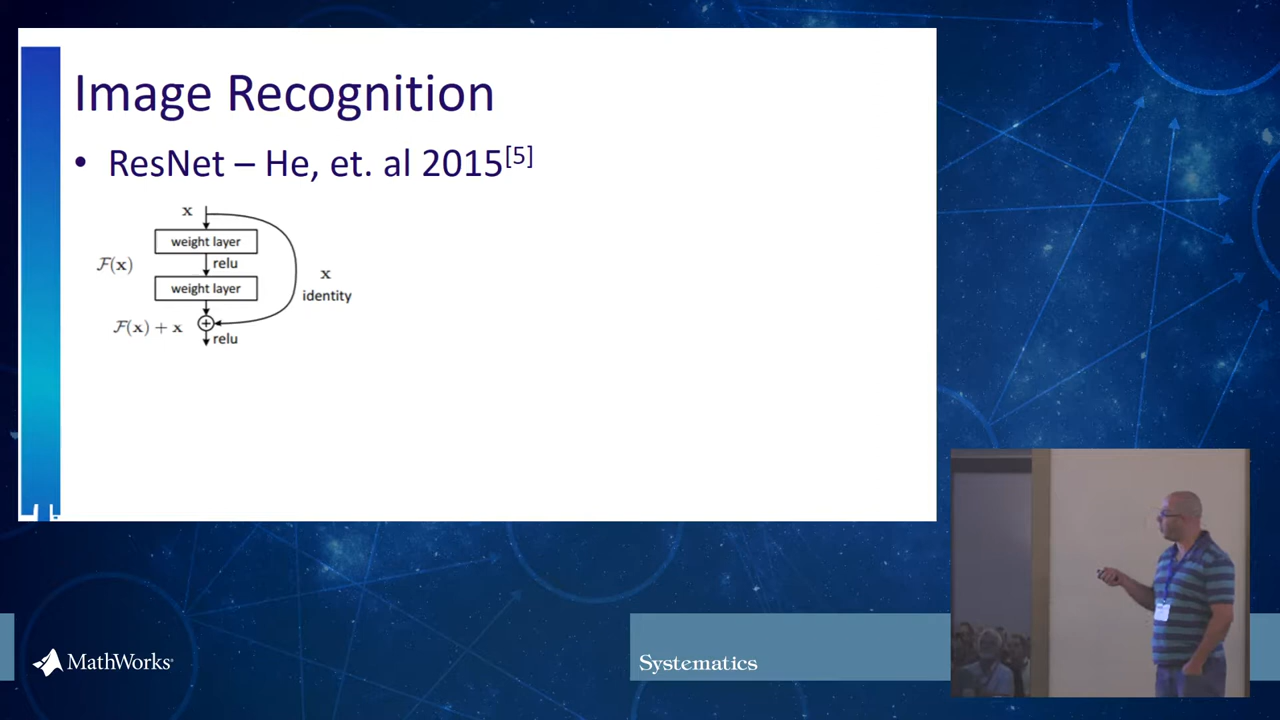 Image Recognition
• ResNet – He, et. al 2015[5]
x
weight layer
F(x)
relu
weight layer
x
identity
F(x) + x
+
relu
MathWorks®
Systematics